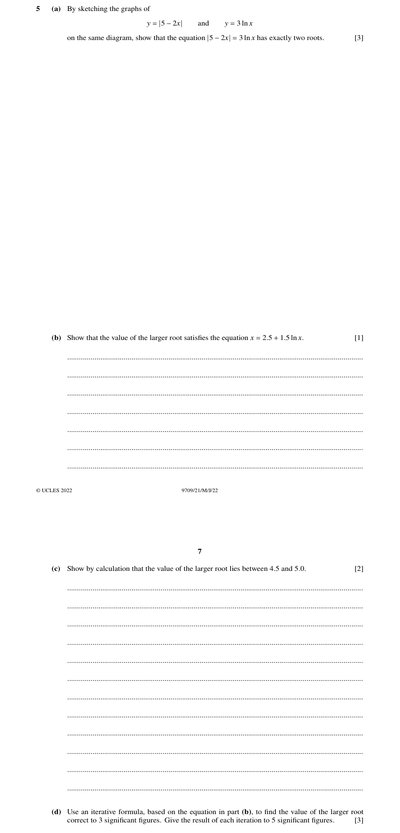 5 (a) By sketching the graphs of
y = |5 − 2x| and y = 3 ln x
on the same diagram, show that the equation |5 − 2x| = 3 ln x has exactly two roots. [3]
(b) Show that the value of the larger root satisfies the equation x = 2.5 + 1.5 ln x. [1]
© UCLES 2022 9709/21/M/J/22
7
(c) Show by calculation that the value of the larger root lies between 4.5 and 5.0. [2]
(d) Use an iterative formula, based on the equation in part (b), to find the value of the larger root
correct to 3 significant figures. Give the result of each iteration to 5 significant figures. [3]